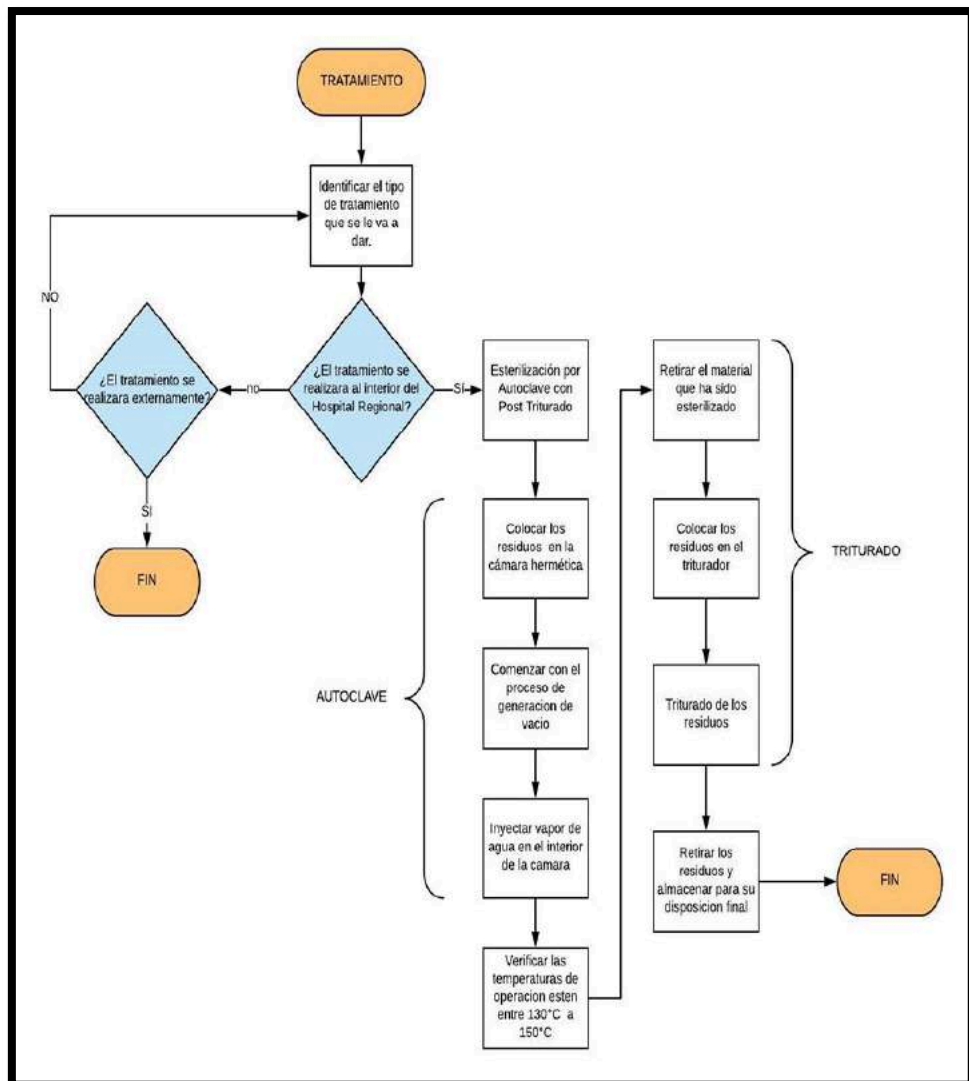 TRATAMIENTO
Identificar el tipo
de tratamiento
que se le va a
dar.
NO
¿El tratamiento se
realizara externamente?
no
¿El tratamiento se
realizara al interior del
Hospital Regional?
SÍ
Esterilización por
Autoclave con
Post Triturado
Retirar el material
que ha sido
esterilizado
SI
FIN
Colocar los
residuos en la
cámara hermética
Colocar los
residuos en el
triturador
TRITURADO
AUTOCLAVE
Comenzar con el
proceso de
generacion de
vacio
Triturado de los
residuos
Inyectar vapor de
agua en el interior
de la camara
Retirar los
residuos y
almacenar para su
disposicion final
FIN
Verificar las
temperaturas de
operacion esten
entre 130°C a
150°C